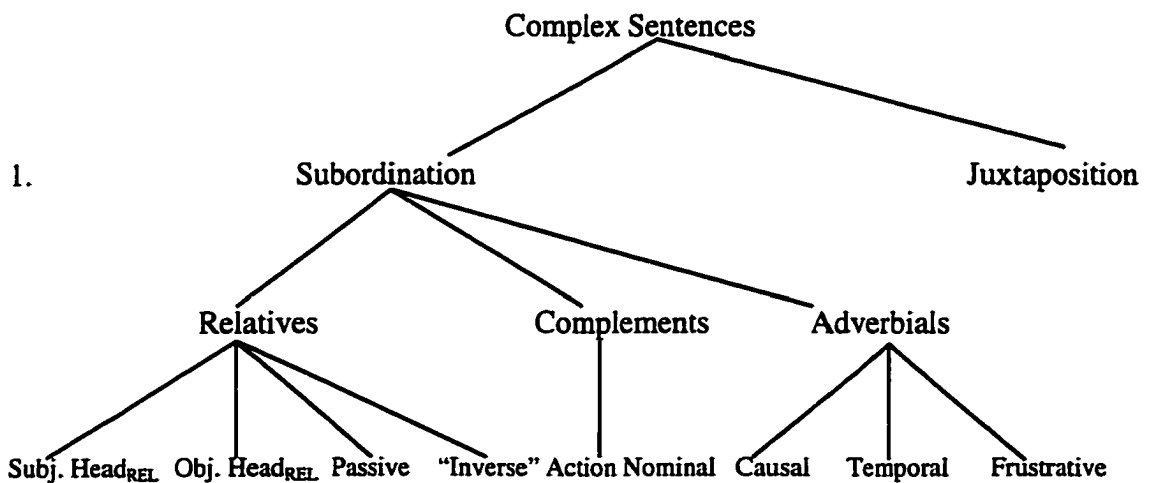 Complex Sentences
1. Subordination Juxtaposition
Relatives Complements Adverbials
Subj. HeadREL Obj. HeadREL Passive “Inverse” Action Nominal Causal Temporal Frustrative